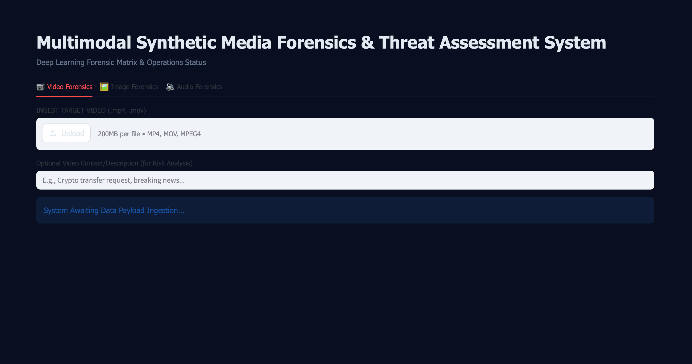 Multimodal Synthetic Media Forensics & Threat Assessment System
Deep Learning Forensic Matrix & Operations Status
Video Forensics
Image Forensics
Audio Forensics
INGEST TARGET VIDEO (.mp4, .mov)
Upload
200MB per file • MP4, MOV, MPEG4
Optional Video Context/Description (for Risk Analysis)
E.g., Crypto transfer request, breaking news...
System Awaiting Data Payload Ingestion...